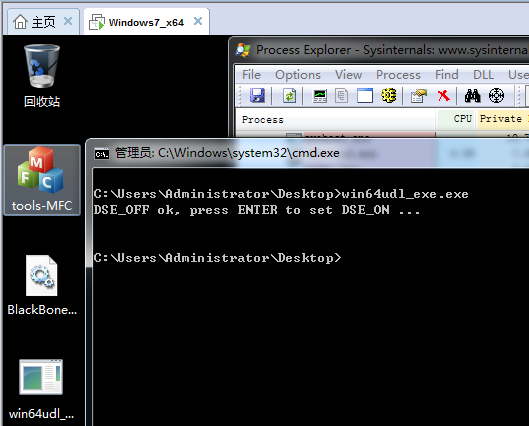 主页
Windows7_x64
回收站
Process Explorer - Sysinternals: www.sysinterna
File Options View Process Find DLL Use
Process CPU Private
管理员: C:\Windows\system32\cmd.exe
C:\Users\Administrator\Desktop>win64udl_exe.exe
DSE_OFF ok, press ENTER to set DSE_ON ...
C:\Users\Administrator\Desktop>
tools-MFC
BlackBone...
win64udl_...